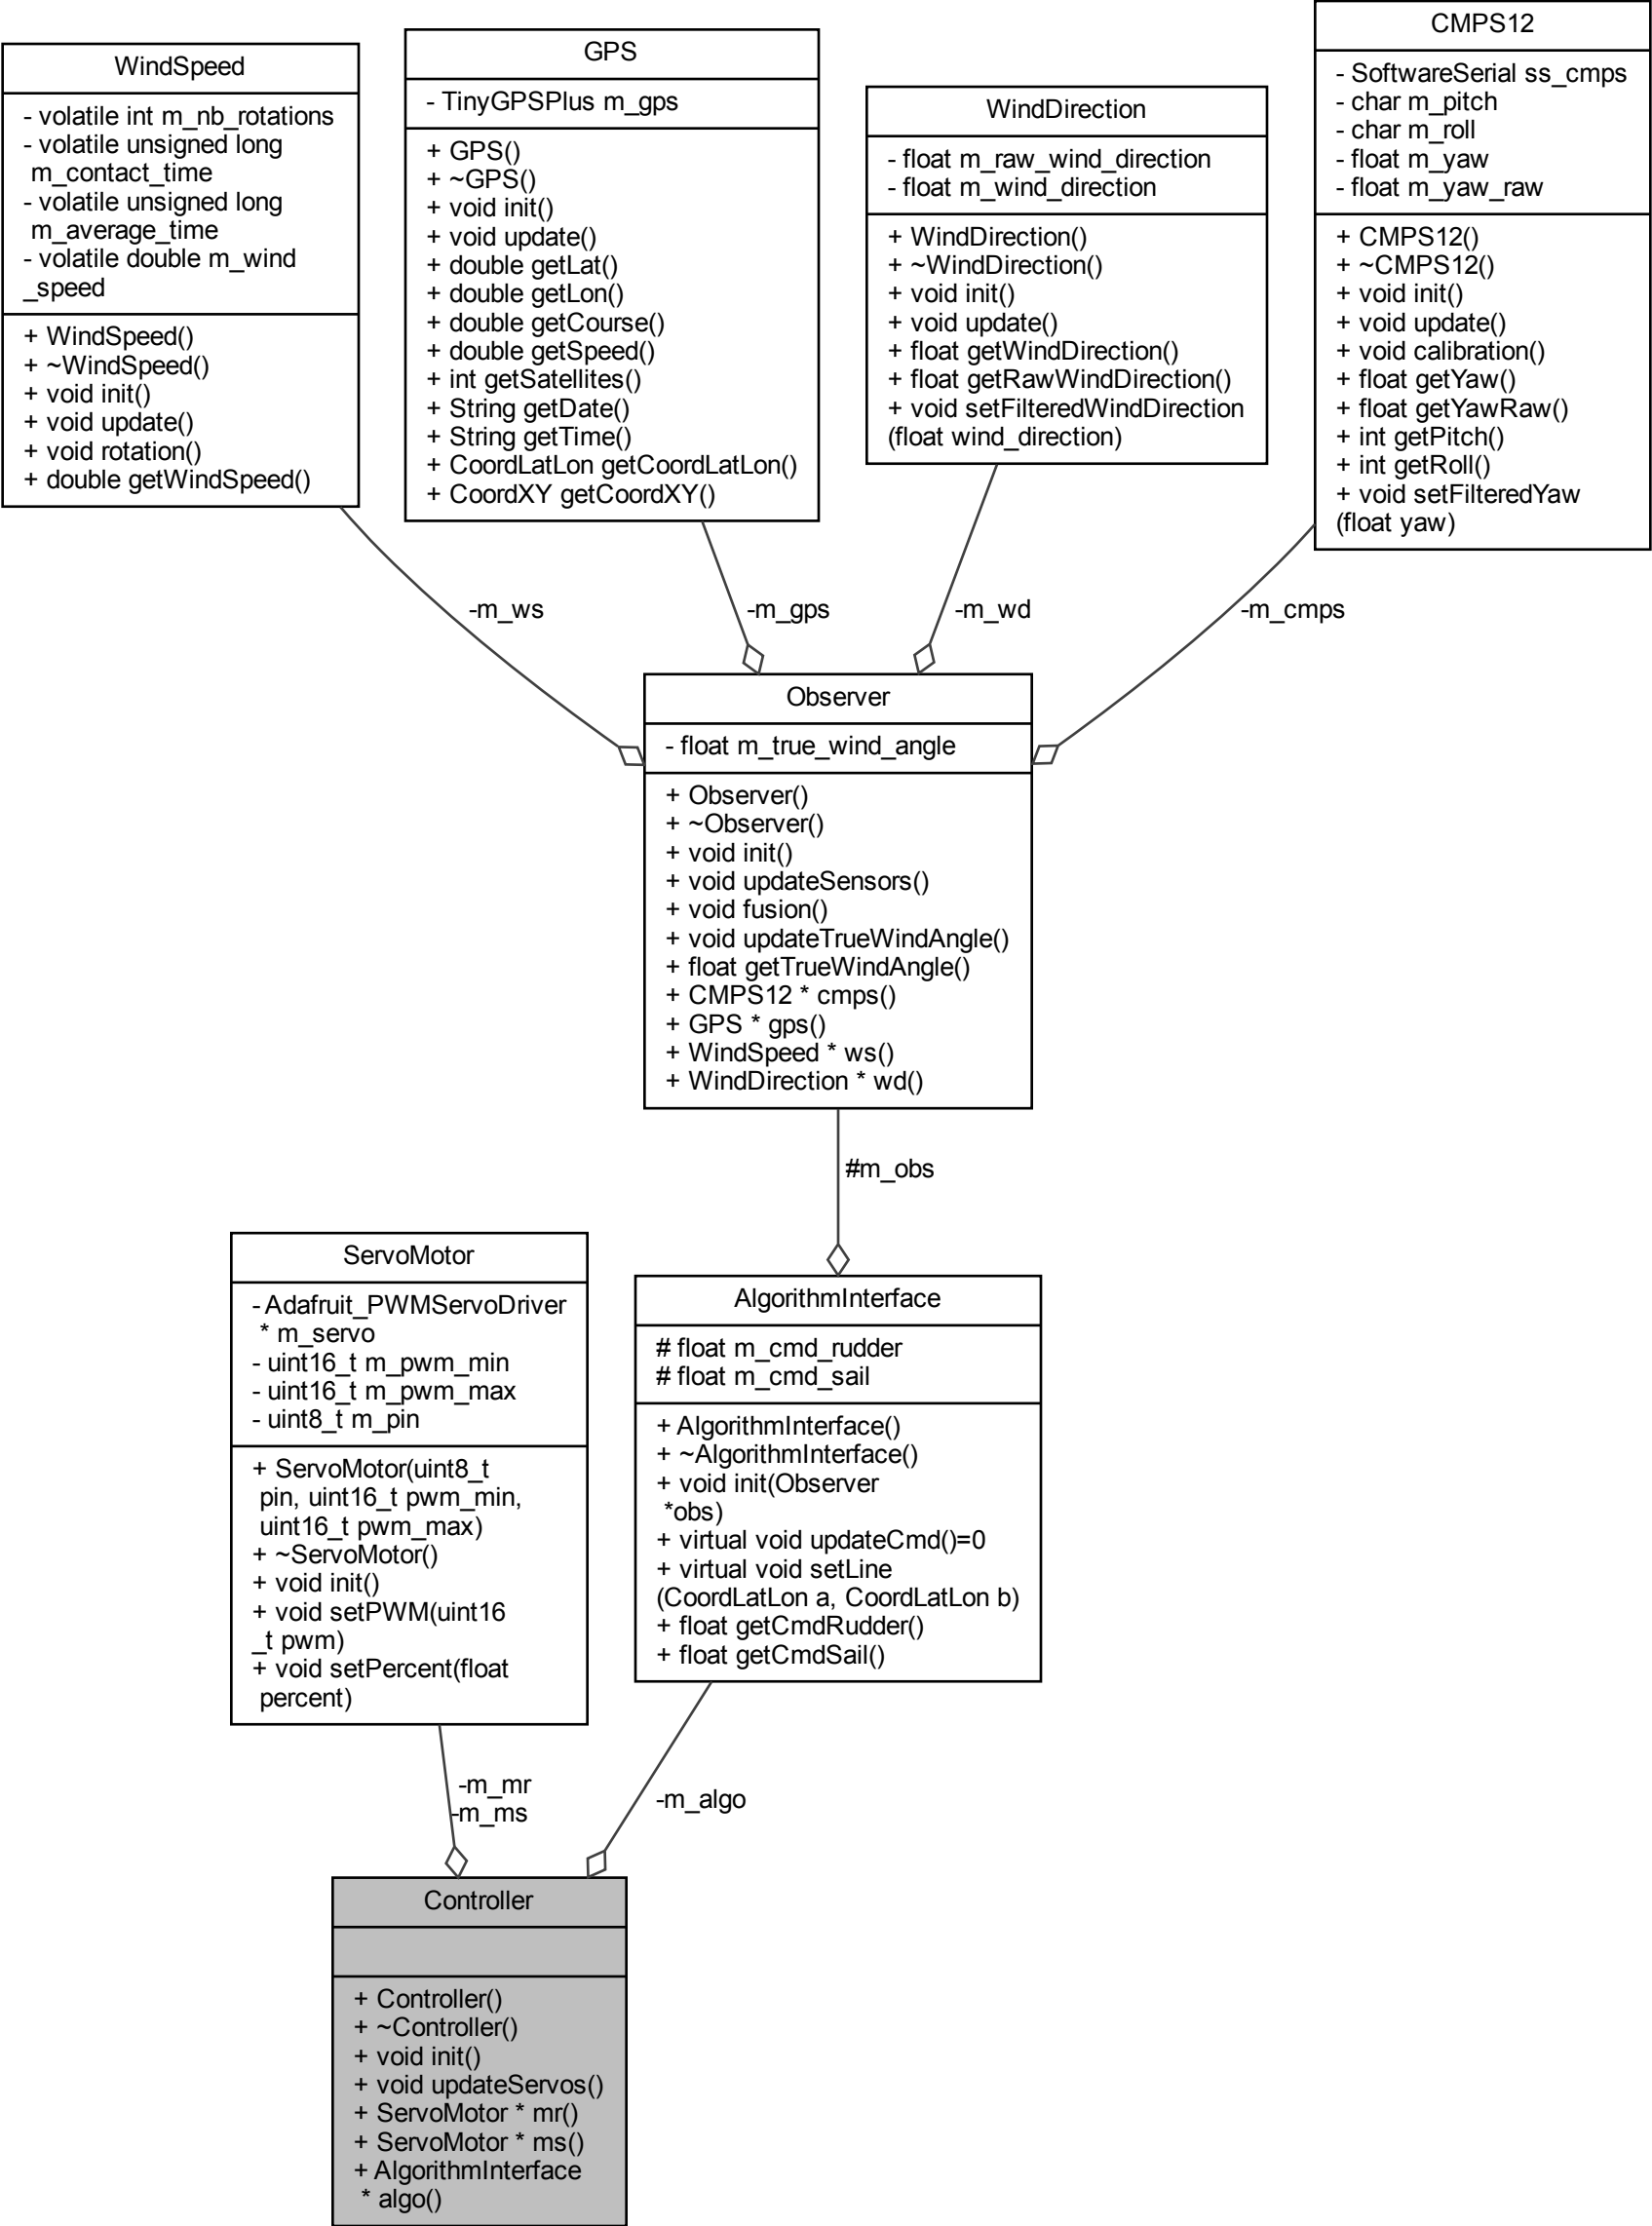 WindSpeed
- volatile int m_nb_rotations
- volatile unsigned long
m_contact_time
- volatile unsigned long
m_average_time
- volatile double m_wind
_speed
+ WindSpeed()
+ ~WindSpeed()
+ void init()
+ void update()
+ void rotation()
+ double getWindSpeed()
GPS
- TinyGPSPlus m_gps
+ GPS()
+ ~GPS()
+ void init()
+ void update()
+ double getLat()
+ double getLon()
+ double getCourse()
+ double getSpeed()
+ int getSatellites()
+ String getDate()
+ String getTime()
+ CoordLatLon getCoordLatLon()
+ CoordXY getCoordXY()
WindDirection
- float m_raw_wind_direction
- float m_wind_direction
+ WindDirection()
+ ~WindDirection()
+ void init()
+ void update()
+ float getWindDirection()
+ float getRawWindDirection()
+ void setFilteredWindDirection
(float wind_direction)
CMPS12
- SoftwareSerial ss_cmps
- char m_pitch
- char m_roll
- float m_yaw
- float m_yaw_raw
+ CMPS12()
+ ~CMPS12()
+ void init()
+ void update()
+ void calibration()
+ float getYaw()
+ float getYawRaw()
+ int getPitch()
+ int getRoll()
+ void setFilteredYaw
(float yaw)
-m_ws
-m_gps
-m_wd
-m_cmps
Observer
- float m_true_wind_angle
+ Observer()
+ ~Observer()
+ void init()
+ void updateSensors()
+ void fusion()
+ void updateTrueWindAngle()
+ float getTrueWindAngle()
+ CMPS12 * cmps()
+ GPS * gps()
+ WindSpeed * ws()
+ WindDirection * wd()
#m_obs
ServoMotor
- Adafruit_PWMServoDriver
* m_servo
- uint16_t m_pwm_min
- uint16_t m_pwm_max
- uint8_t m_pin
+ ServoMotor(uint8_t
pin, uint16_t pwm_min,
uint16_t pwm_max)
+ ~ServoMotor()
+ void init()
+ void setPWM(uint16
_t pwm)
+ void setPercent(float
percent)
AlgorithmInterface
# float m_cmd_rudder
# float m_cmd_sail
+ AlgorithmInterface()
+ ~AlgorithmInterface()
+ void init(Observer
*obs)
+ virtual void updateCmd()=0
+ virtual void setLine
(CoordLatLon a, CoordLatLon b)
+ float getCmdRudder()
+ float getCmdSail()
-m_mr
-m_ms
-m_algo
Controller
+ Controller()
+ ~Controller()
+ void init()
+ void updateServos()
+ ServoMotor * mr()
+ ServoMotor * ms()
+ AlgorithmInterface
* algo()